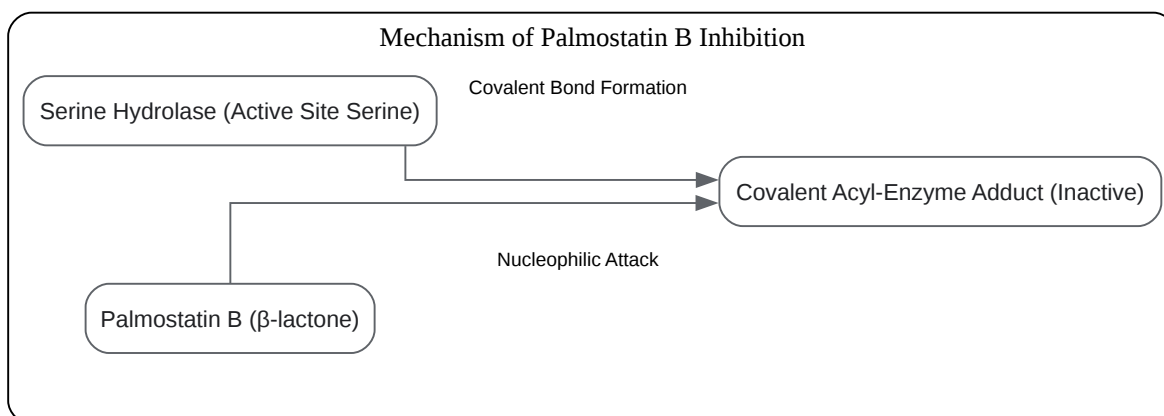 Mechanism of Palmostatin B Inhibition
Covalent Bond Formation
Serine Hydrolase (Active Site Serine)
Covalent Acyl-Enzyme Adduct (Inactive)
Nucleophilic Attack
Palmostatin B (β-lactone)